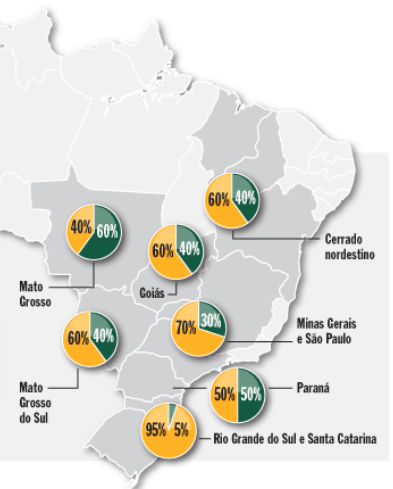 60% 40%
Cerrado
nordestino
40% 60%
Mato
Grosso
60% 40%
Goiás
70% 30%
Minas Gerais
e São Paulo
60% 40%
Mato
Grosso
do Sul
50% 50%
Paraná
95% 5%
Rio Grande do Sul e Santa Catarina